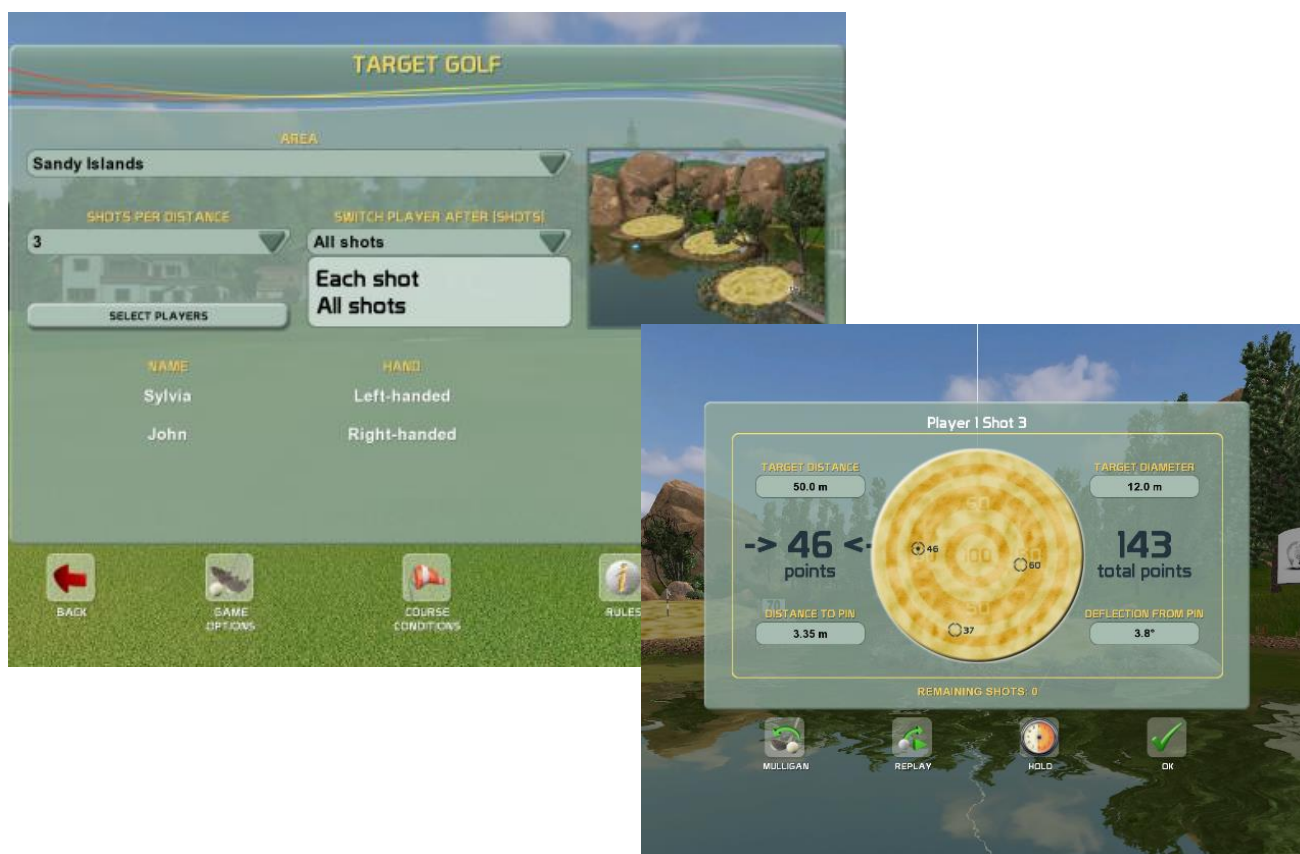 TARGET GOLF
AREA
Sandy Islands
SHOTS PER DISTANCE
SWITCH PLAYER AFTER (SHOTS)
3
All shots
Each shot
All shots
SELECT PLAYERS
NAME
HAND
Sylvia
Left-handed
John
Right-handed
BACK
GAME
OPTIONS
COURSE
CONDITIONS
RULES
Player 1 Shot 3
TARGET DISTANCE
50.0 m
-> 46 <-
points
DISTANCE TO PIN
3.35 m
60
46
100
60
37
TARGET DIAMETER
12.0 m
143
total points
DEFLECTION FROM PIN
3.8°
REMAINING SHOTS: 0
MULLIGAN
REPLAY
HOLD
OK